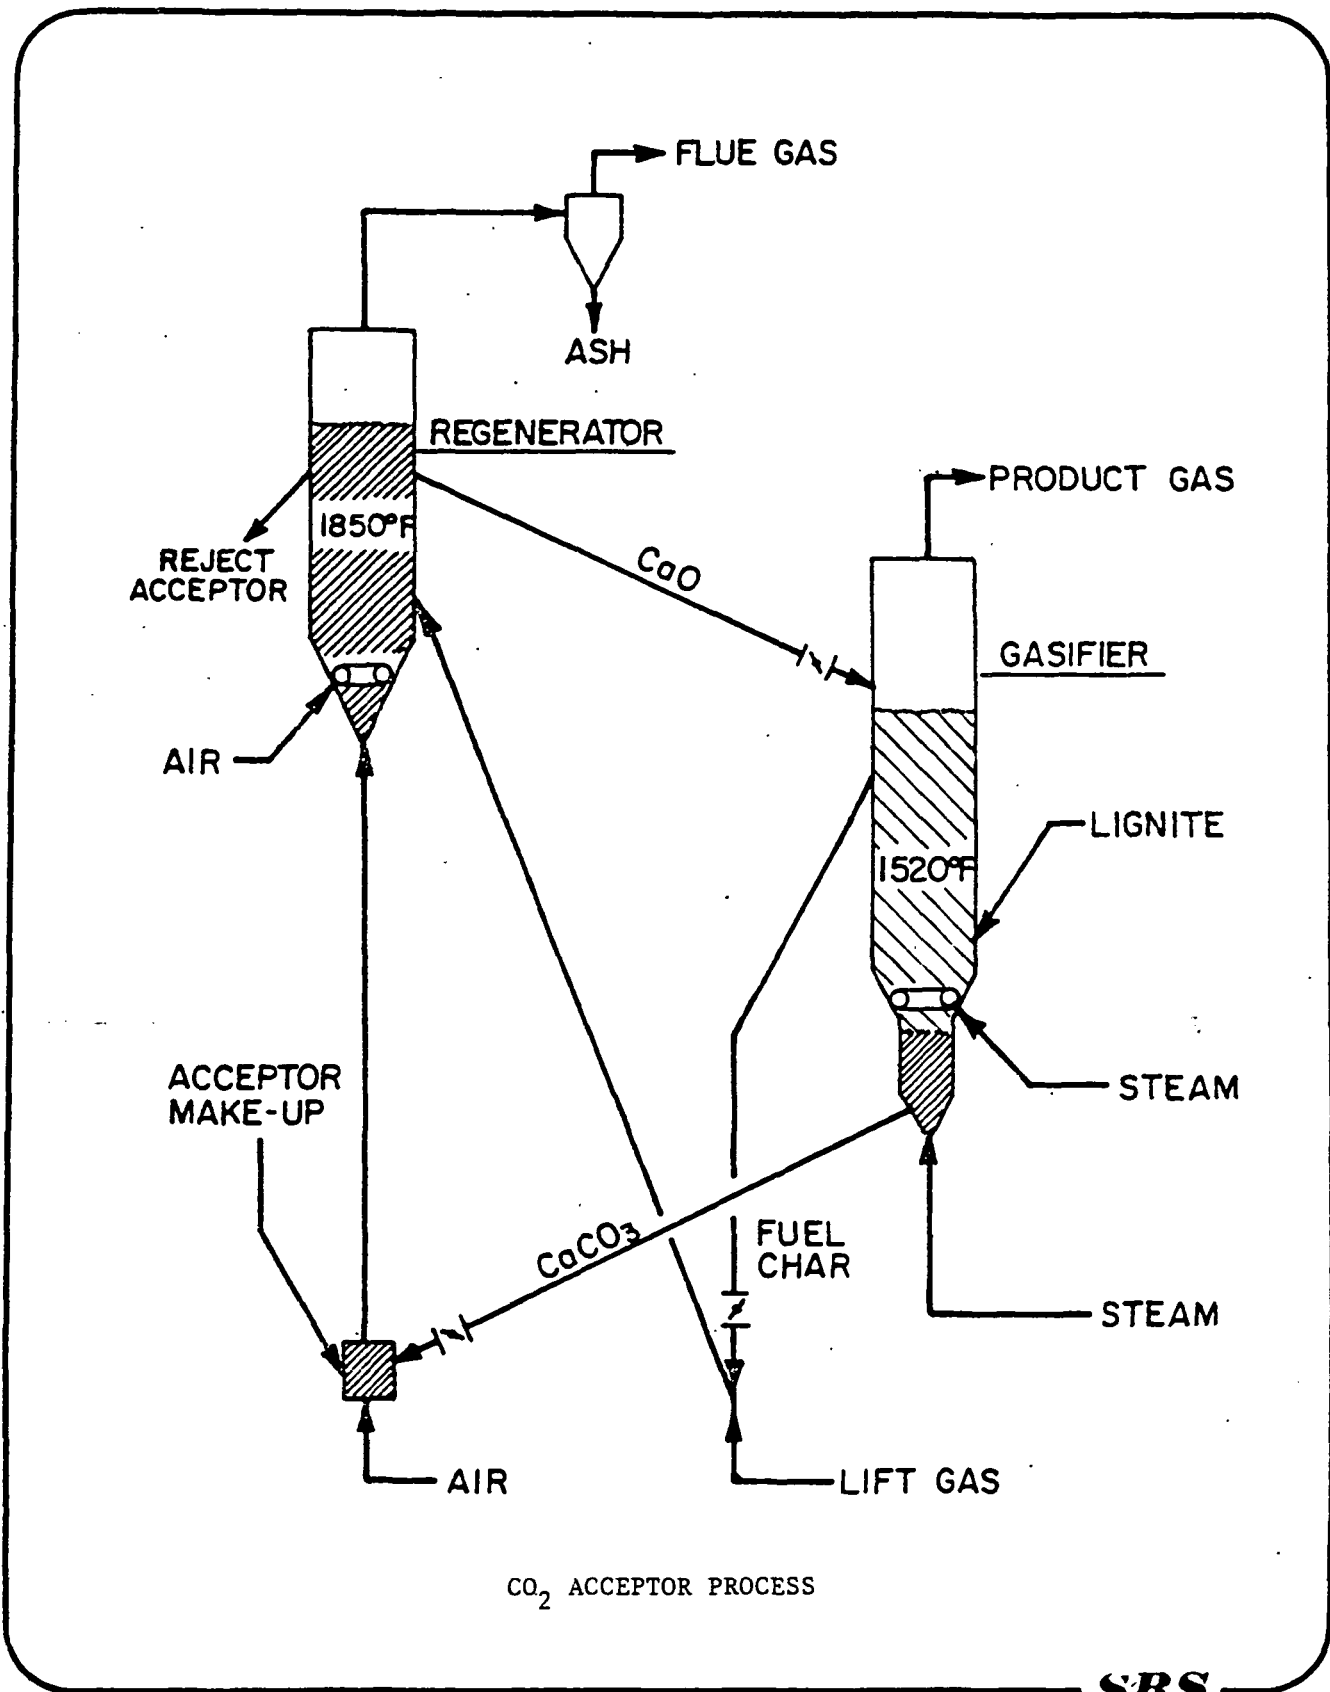 FLUE GAS
ASH
REGENERATOR
PRODUCT GAS
1850°F
REJECT
ACCEPTOR
CaO
GASIFIER
AIR
LIGNITE
1520°F
ACCEPTOR
MAKE-UP
STEAM
CaCO3
FUEL
CHAR
STEAM
AIR
LIFT GAS
CO2 ACCEPTOR PROCESS
SRS